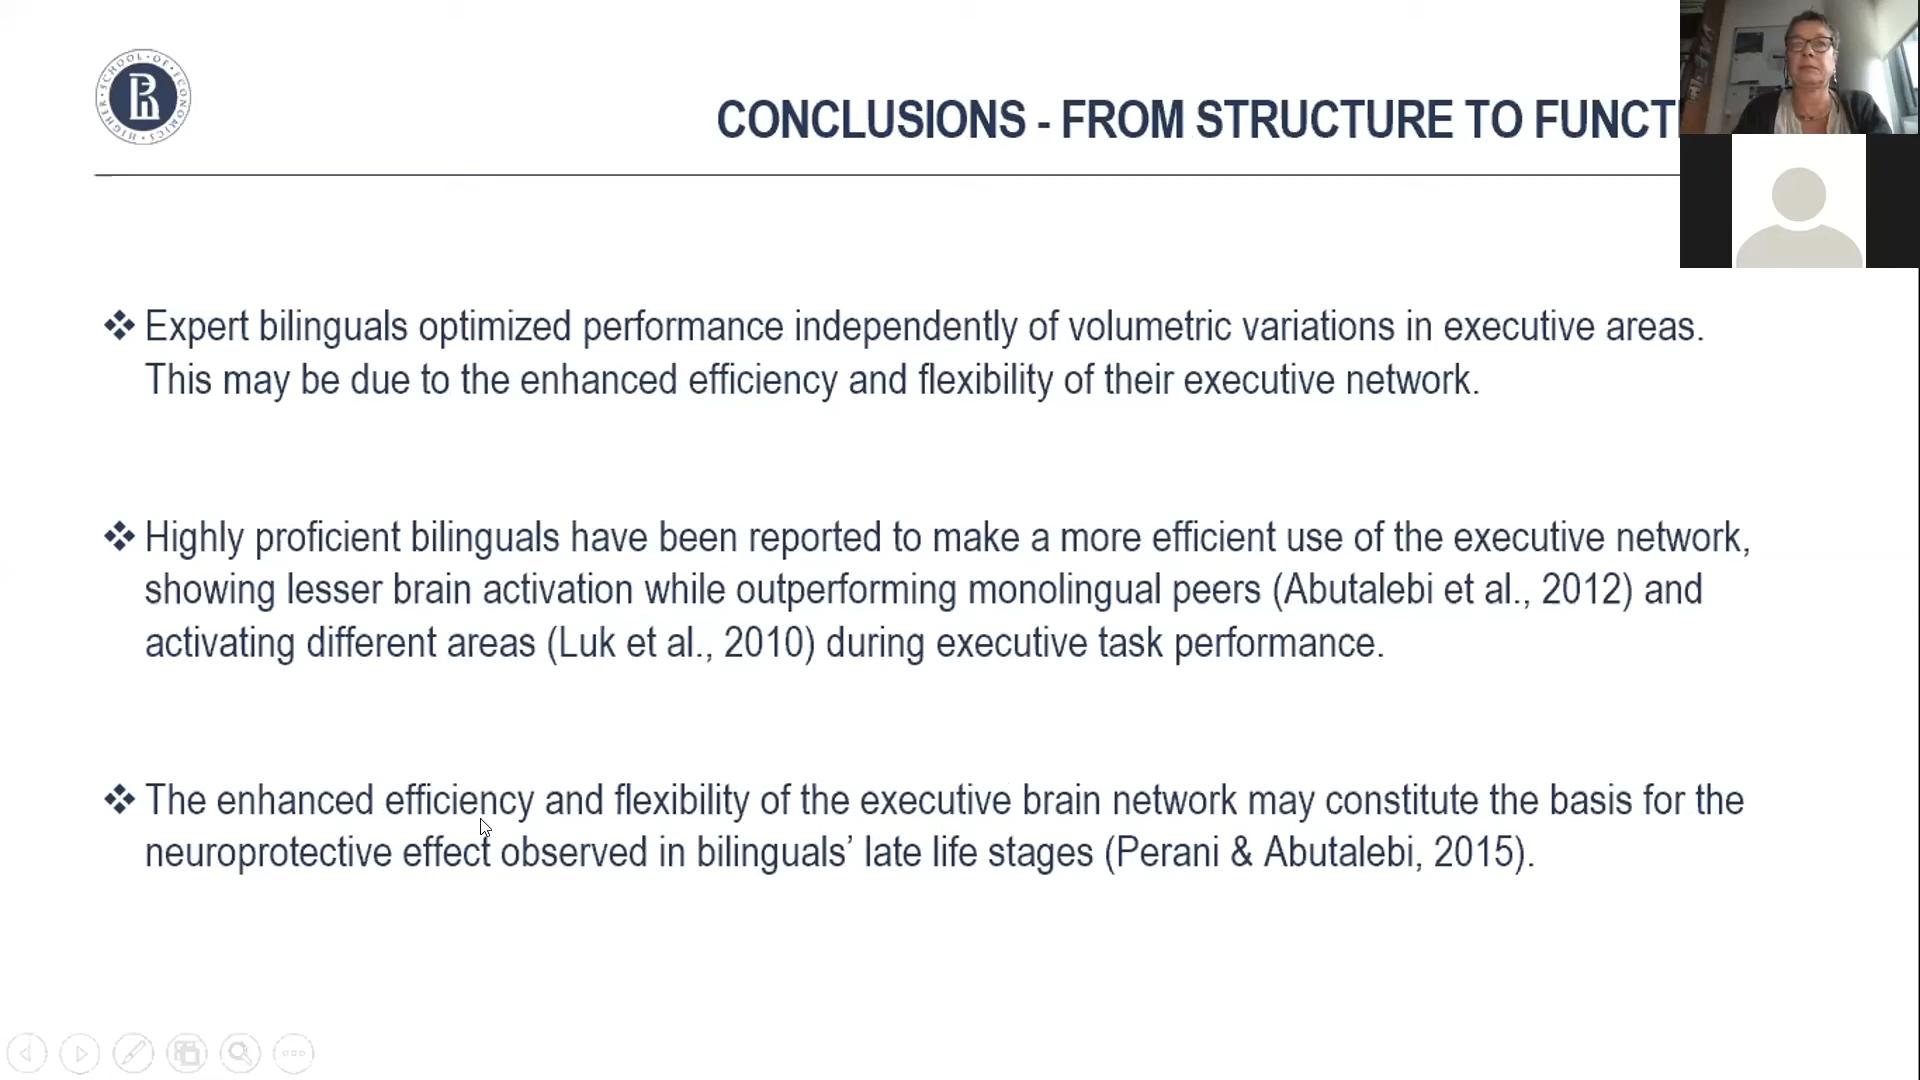 HIGHER · SCHOOL · OF · ECONOMICS
CONCLUSIONS - FROM STRUCTURE TO FUNCT
❖ Expert bilinguals optimized performance independently of volumetric variations in executive areas.
This may be due to the enhanced efficiency and flexibility of their executive network.
❖ Highly proficient bilinguals have been reported to make a more efficient use of the executive network,
showing lesser brain activation while outperforming monolingual peers (Abutalebi et al., 2012) and
activating different areas (Luk et al., 2010) during executive task performance.
❖ The enhanced efficiency and flexibility of the executive brain network may constitute the basis for the
neuroprotective effect observed in bilinguals’ late life stages (Perani & Abutalebi, 2015).